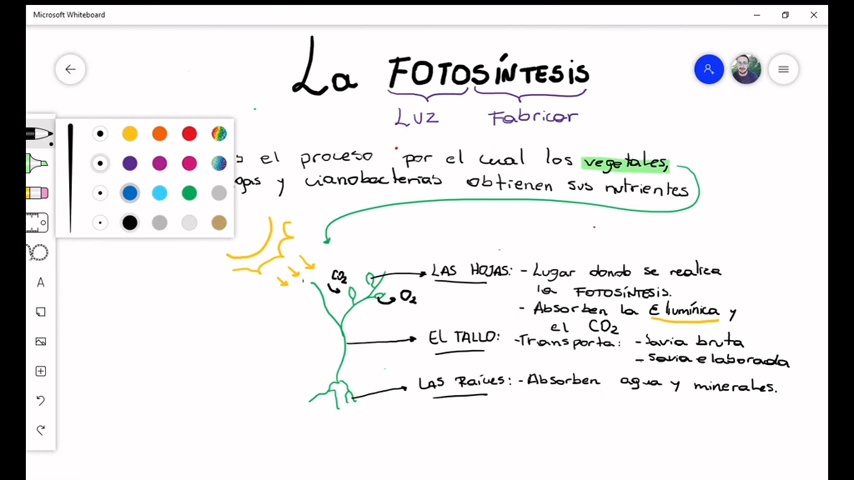 Microsoft Whiteboard
La FOTOSÍNTESIS
LUZ Fabricar
el proceso por el cual los vegetales,
y cianobacterias obtienen sus nutrientes
CO2
O2
LAS HOJAS: - Lugar donde se realiza
la FOTOSÍNTESIS.
- Absorben la E lumínica y
el CO2
EL TALLO: - Transporta: - Savia bruta
- Savia elaborada
LAS RAÍCES: - Absorben agua y minerales.
A